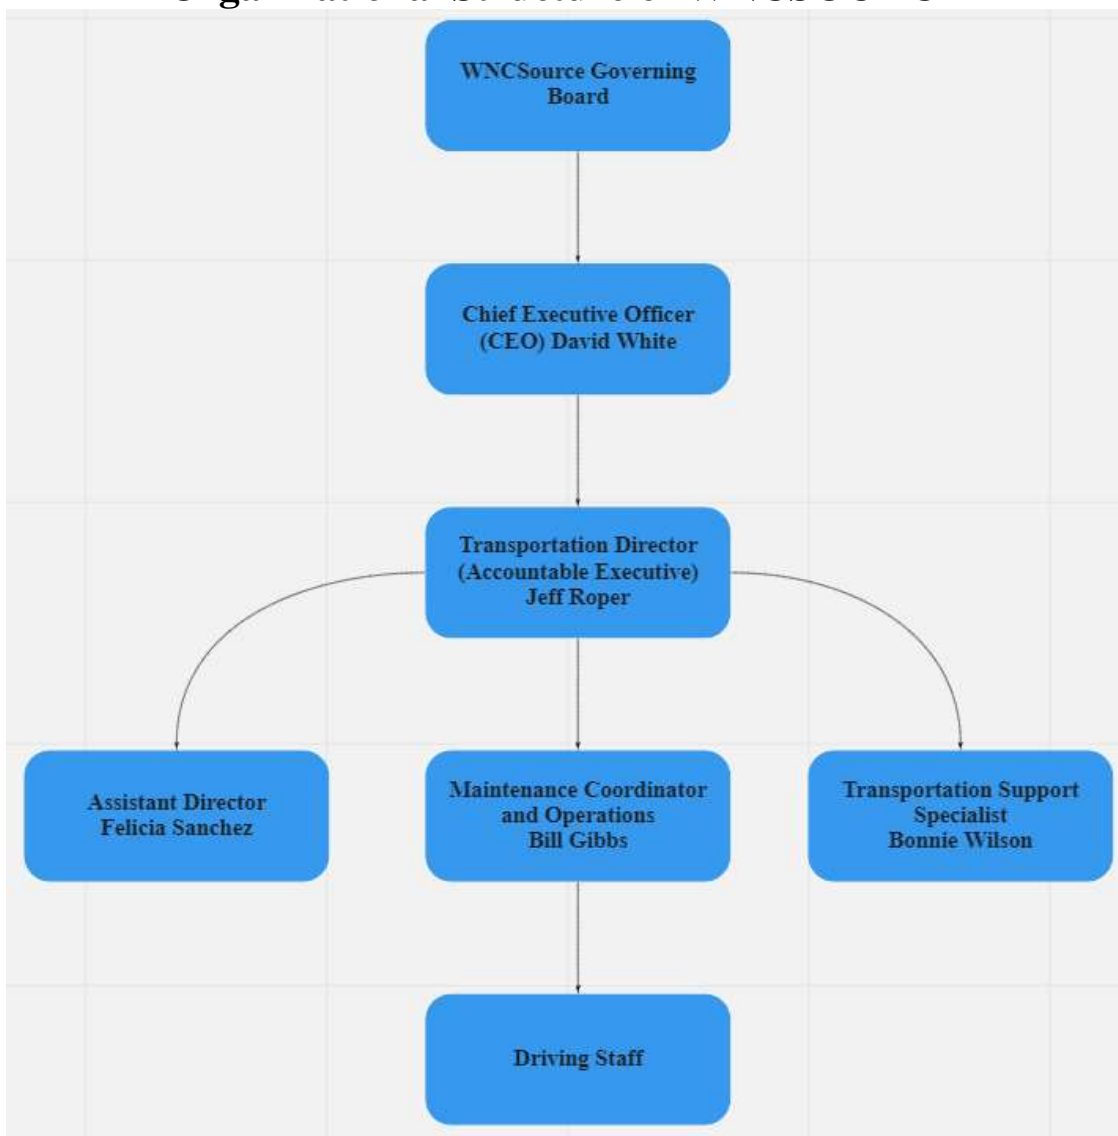 WNCSource Governing
Board
Chief Executive Officer
(CEO) David White
Transportation Director
(Accountable Executive)
Jeff Roper
Assistant Director
Felicia Sanchez
Maintenance Coordinator
and Operations
Bill Gibbs
Transportation Support
Specialist
Bonnie Wilson
Driving Staff